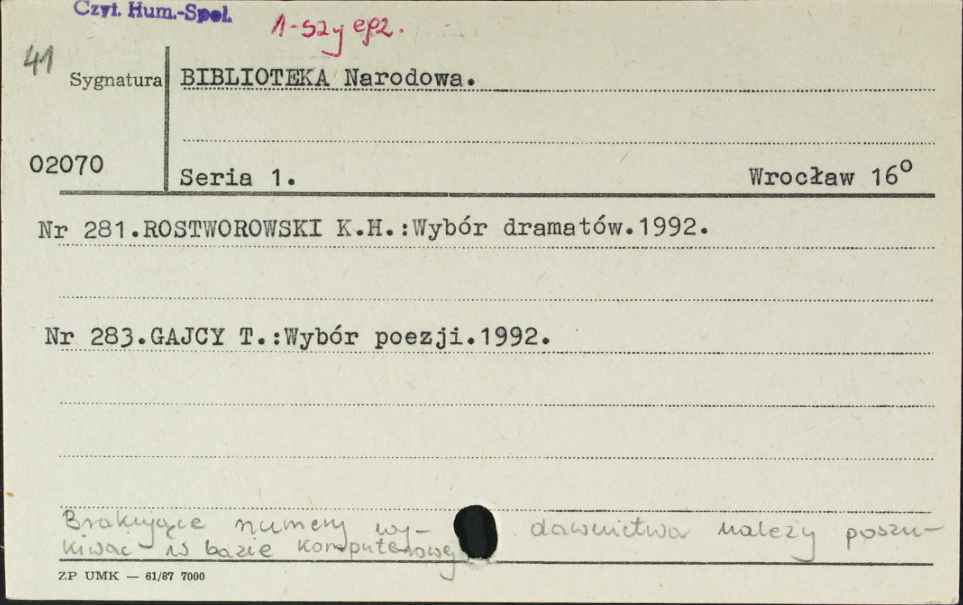 Czyt. Hum.-Społ.
1-szy egz.
41
Sygnatura BIBLIOTEKA Narodowa.
02070
Seria 1. Wrocław 16⁰
Nr 281.ROSTWOROWSKI K.H.:Wybór dramatów.1992.
Nr 283.GAJCY T.:Wybór poezji.1992.
Brakujące numery wy- dawnictwa należy poszu-
kiwać w bazie komputerowej
ZP UMK — 61/87 7000